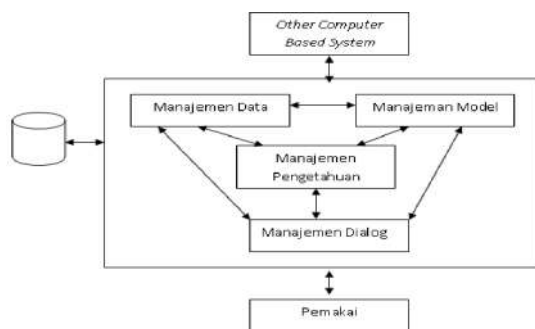 Other Computer
Based System
Manajemen Data
Manajeman Model
Manajemen
Pengetahuan
Manajemen Dialog
Pemakai